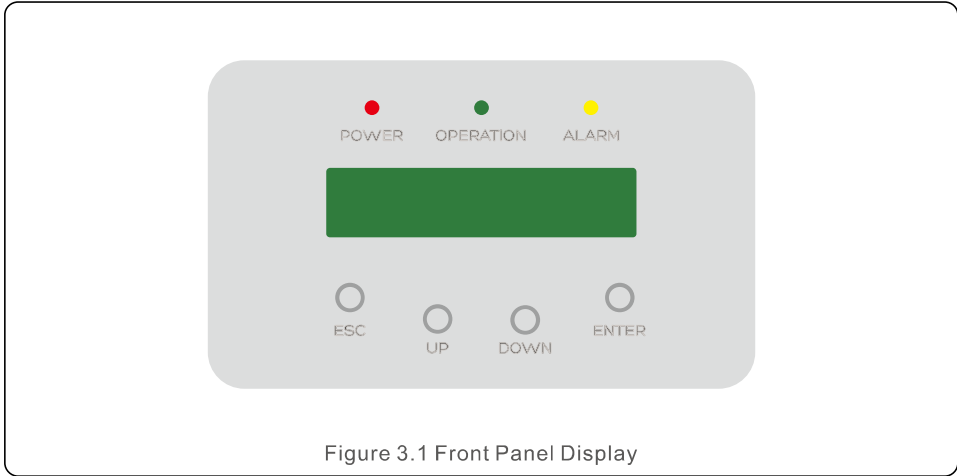 POWER OPERATION ALARM
ESC UP DOWN ENTER
Figure 3.1 Front Panel Display